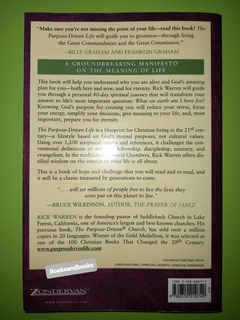 "Make sure you're not missing the point of your life—read this book! The
Purpose-Driven Life will guide you to greatness—through living
the Great Commandment and the Great Commission."
—BILLY GRAHAM AND FRANKLIN GRAHAM
A GROUNDBREAKING MANIFESTO
ON THE MEANING OF LIFE
This book will help you understand why you are alive and God's amazing
plan for you—both here and now, and for eternity. Rick Warren will guide
you through a personal 40-day spiritual journey that will transform your
answer to life's most important question: What on earth am I here for?
Knowing God's purpose for creating you will reduce your stress, focus
your energy, simplify your decisions, give meaning to your life, and, most
important, prepare you for eternity.
The Purpose-Driven Life is a blueprint for Christian living in the 21st cen-
tury—a lifestyle based on God's eternal purposes, not cultural values.
Using over 1,200 scriptural quotes and references, it challenges the con-
ventional definitions of worship, fellowship, discipleship, ministry, and
evangelism. In the tradition of Oswald Chambers, Rick Warren offers dis-
tilled wisdom on the essence of what life is all about.
This is a book of hope and challenge that you will read and re-read, and
it will be a classic treasured by generations to come.
". . . will set millions of people free to live the lives they
were put on this planet to live."
—BRUCE WILKINSON, AUTHOR, THE PRAYER OF JABEZ
RICK WARREN is the founding pastor of Saddleback Church in Lake
Forest, California, one of America's largest and best-known churches. His
previous book, The Purpose-Driven® Church, has sold over a million
copies in 20 languages. Winner of the Gold Medallion, it was selected as
one of the 100 Christian Books That Changed the 20th Century.
www.purposedrivenlife.com
Bookeandbooks
ZONDERVAN™